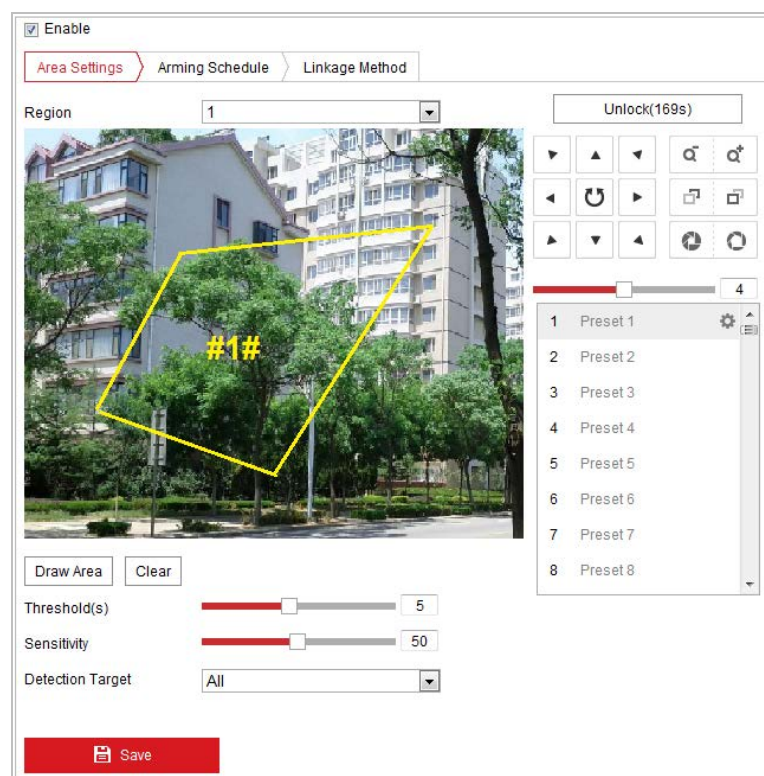 Enable
Area Settings Arming Schedule Linkage Method
Region 1 Unlock(169s)
#1#
4
1 Preset 1
2 Preset 2
3 Preset 3
4 Preset 4
5 Preset 5
6 Preset 6
7 Preset 7
8 Preset 8
Draw Area Clear
Threshold(s) 5
Sensitivity 50
Detection Target All
Save